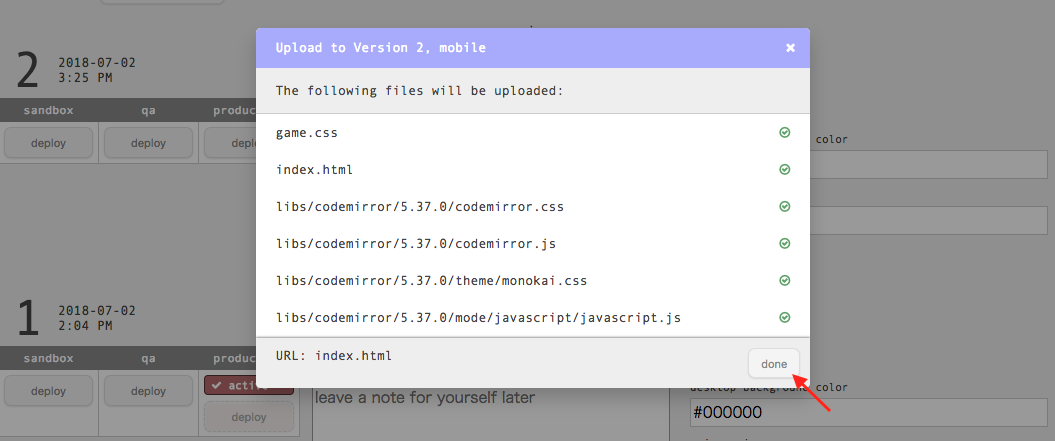 Upload to Version 2, mobile
The following files will be uploaded:
game.css
index.html
libs/codemirror/5.37.0/codemirror.css
libs/codemirror/5.37.0/codemirror.js
libs/codemirror/5.37.0/theme/monokai.css
libs/codemirror/5.37.0/mode/javascript/javascript.js
URL: index.html
done
2
2018-07-02
3:25 PM
sandbox qa
deploy deploy
color
1
2018-07-02
2:04 PM
sandbox qa
deploy deploy
deploy
leave a note for yourself later
desktop background color
#000000